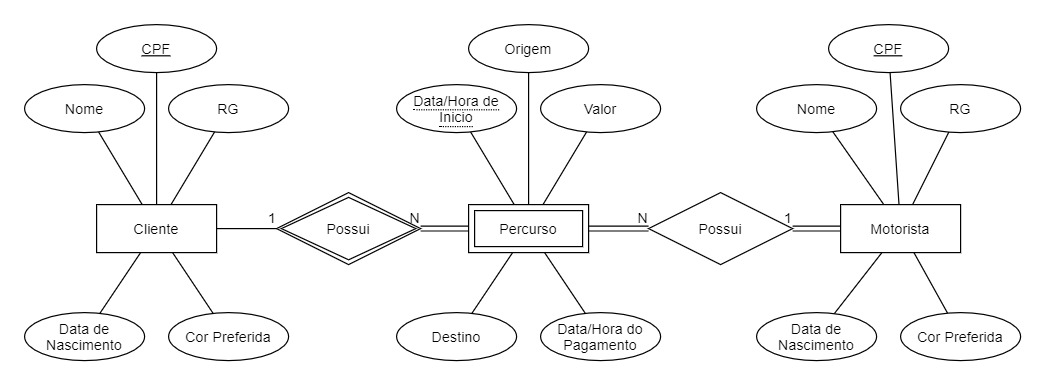 CPF
Origem
CPF
Nome
RG
Data/Hora de
Inicio
Valor
Nome
RG
Cliente
1
Possui
N
Percurso
N
Possui
1
Motorista
Data de
Nascimento
Cor Preferida
Destino
Data/Hora do
Pagamento
Data de
Nascimento
Cor Preferida